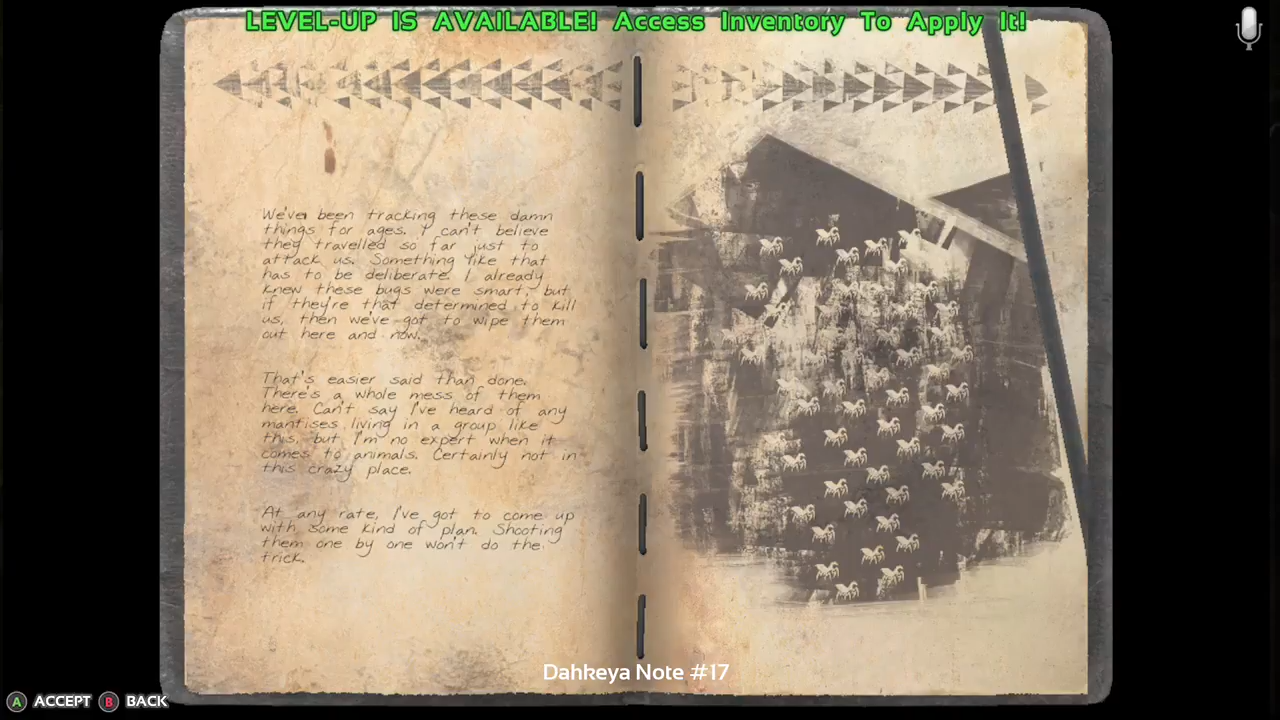 LEVEL-UP IS AVAILABLE! Access Inventory To Apply It!
We've been tracking these damn
things for ages. I can't believe
they travelled so far just to
attack us. Something like that
has to be deliberate. I already
knew these bugs were smart, but
if they're that determined to kill
us, then we've got to wipe them
out here and now.
That's easier said than done.
There's a whole mess of them
here. Can't say I've heard of any
mantises living in a group like
this, but I'm no expert when it
comes to animals. Certainly not in
this crazy place.
At any rate, I've got to come up
with some kind of plan. Shooting
them one by one won't do the
trick.
Dahkeya Note #17
A ACCEPT B BACK